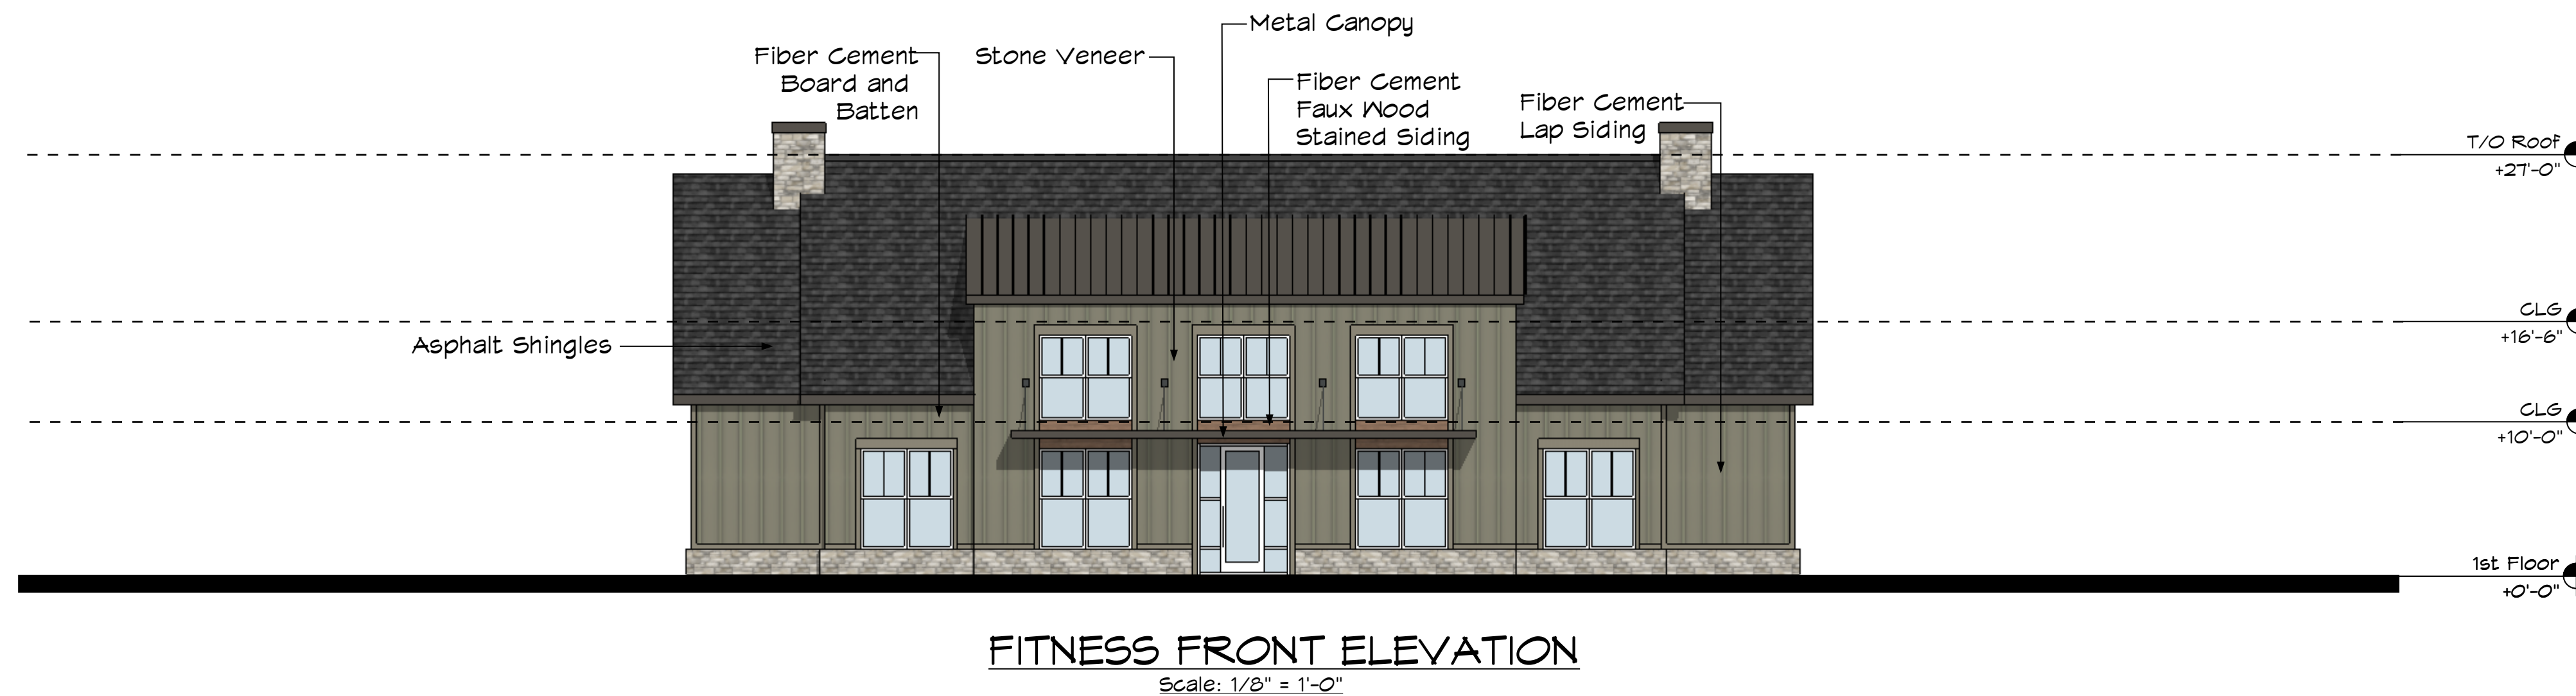 Metal Canopy
Fiber Cement
Board and
Batten
Stone Veneer
Fiber Cement
Faux Wood
Stained Siding
Fiber Cement
Lap Siding
T/O Roof
+27'-0"
CLG
+16'-6"
Asphalt Shingles
CLG
+10'-0"
1st Floor
+0'-0"
FITNESS FRONT ELEVATION
Scale: 1/8" = 1'-0"